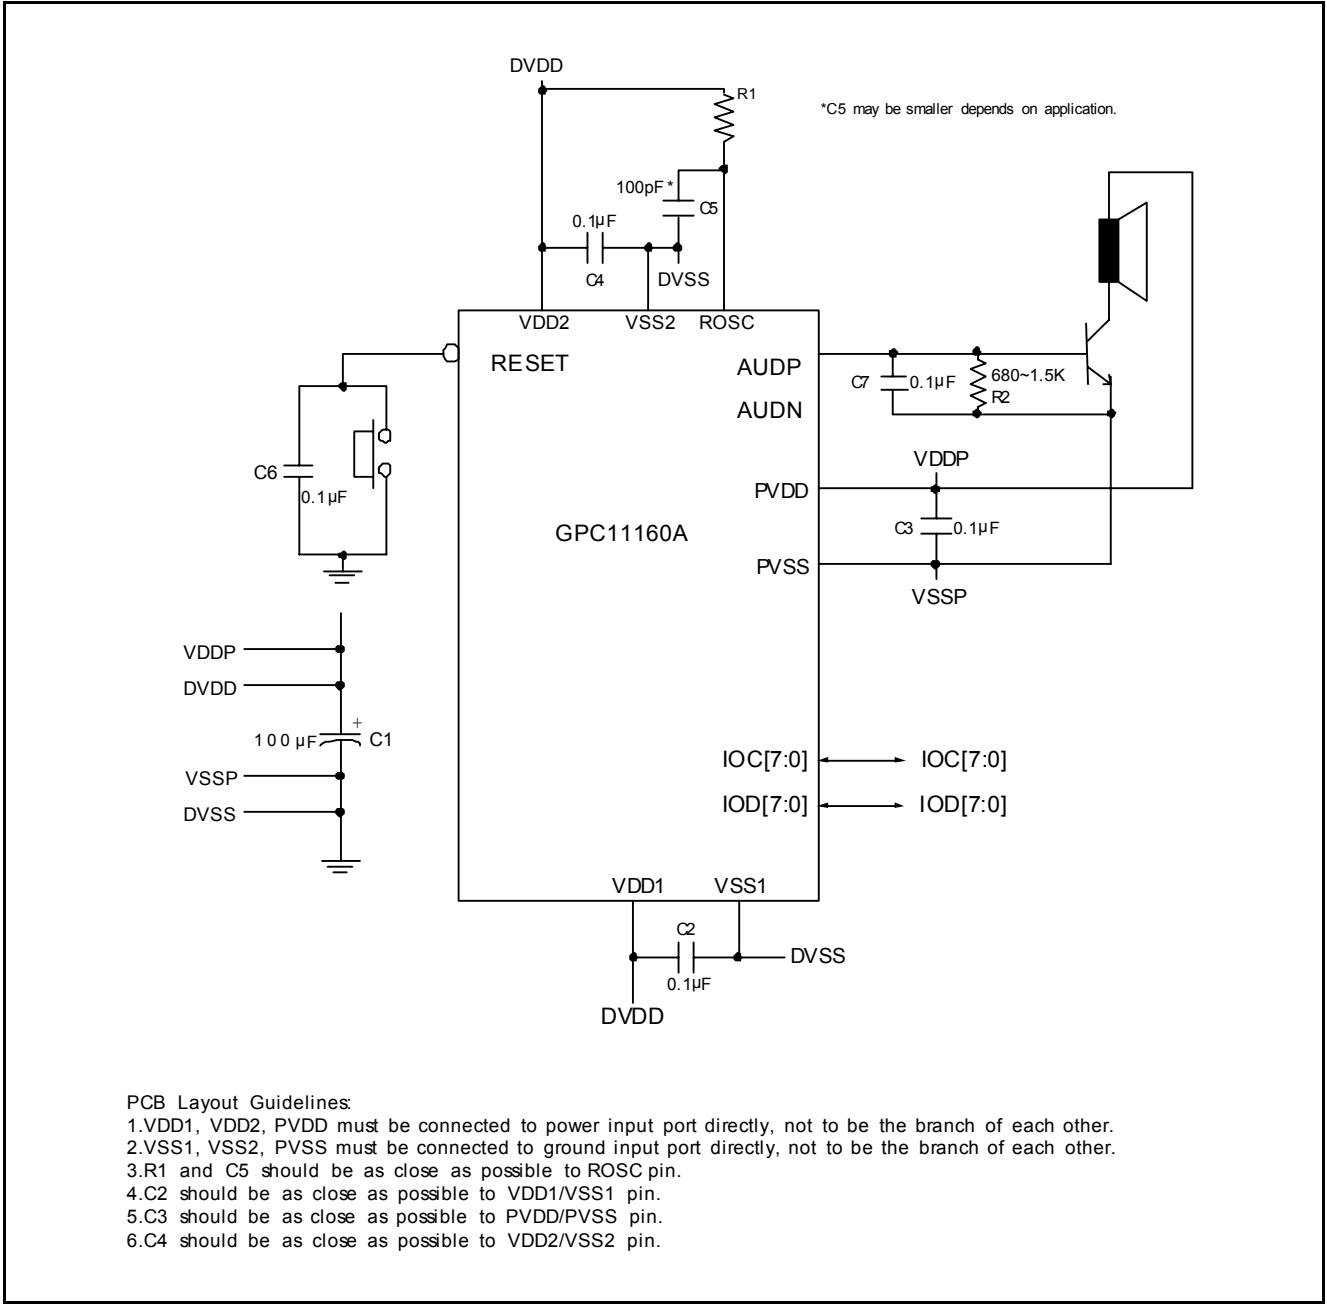 DVDD
R1
*C5 may be smaller depends on application.
100pF *
C5
0.1µF
C4
DVSS
VDD2
VSS2
ROSC
RESET
AUDP
C7
0.1µF
680~1.5K
R2
AUDN
VDDP
C6
0.1µF
PVDD
GPC11160A
C3
0.1µF
PVSS
VSSP
VDDP
DVDD
+
100µF
C1
VSSP
DVSS
IOC[7:0]
IOC[7:0]
IOD[7:0]
IOD[7:0]
VDD1
VSS1
C2
0.1µF
DVSS
DVDD
PCB Layout Guidelines:
1.VDD1, VDD2, PVDD must be connected to power input port directly, not to be the branch of each other.
2.VSS1, VSS2, PVSS must be connected to ground input port directly, not to be the branch of each other.
3.R1 and C5 should be as close as possible to ROSC pin.
4.C2 should be as close as possible to VDD1/VSS1 pin.
5.C3 should be as close as possible to PVDD/PVSS pin.
6.C4 should be as close as possible to VDD2/VSS2 pin.